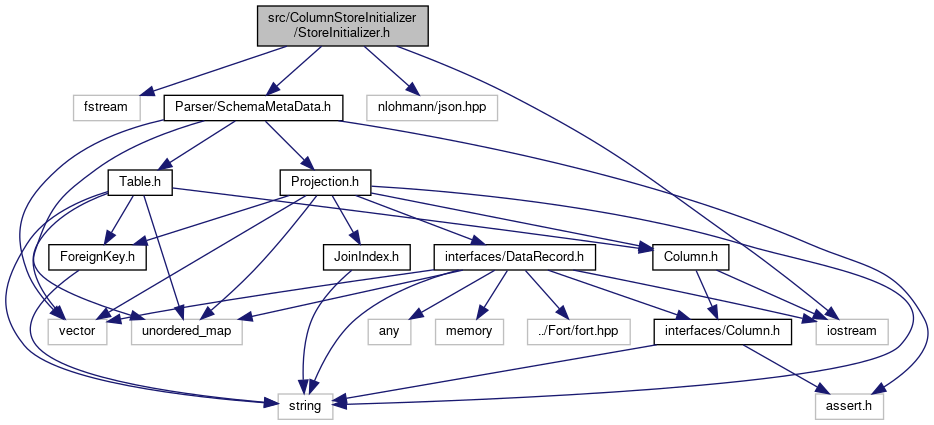 src/ColumnStoreInitializer
/StoreInitializer.h
fstream
Parser/SchemaMetaData.h
nlohmann/json.hpp
Table.h
Projection.h
ForeignKey.h
JoinIndex.h
interfaces/DataRecord.h
Column.h
vector
unordered_map
any
memory
../Fort/fort.hpp
interfaces/Column.h
iostream
string
assert.h